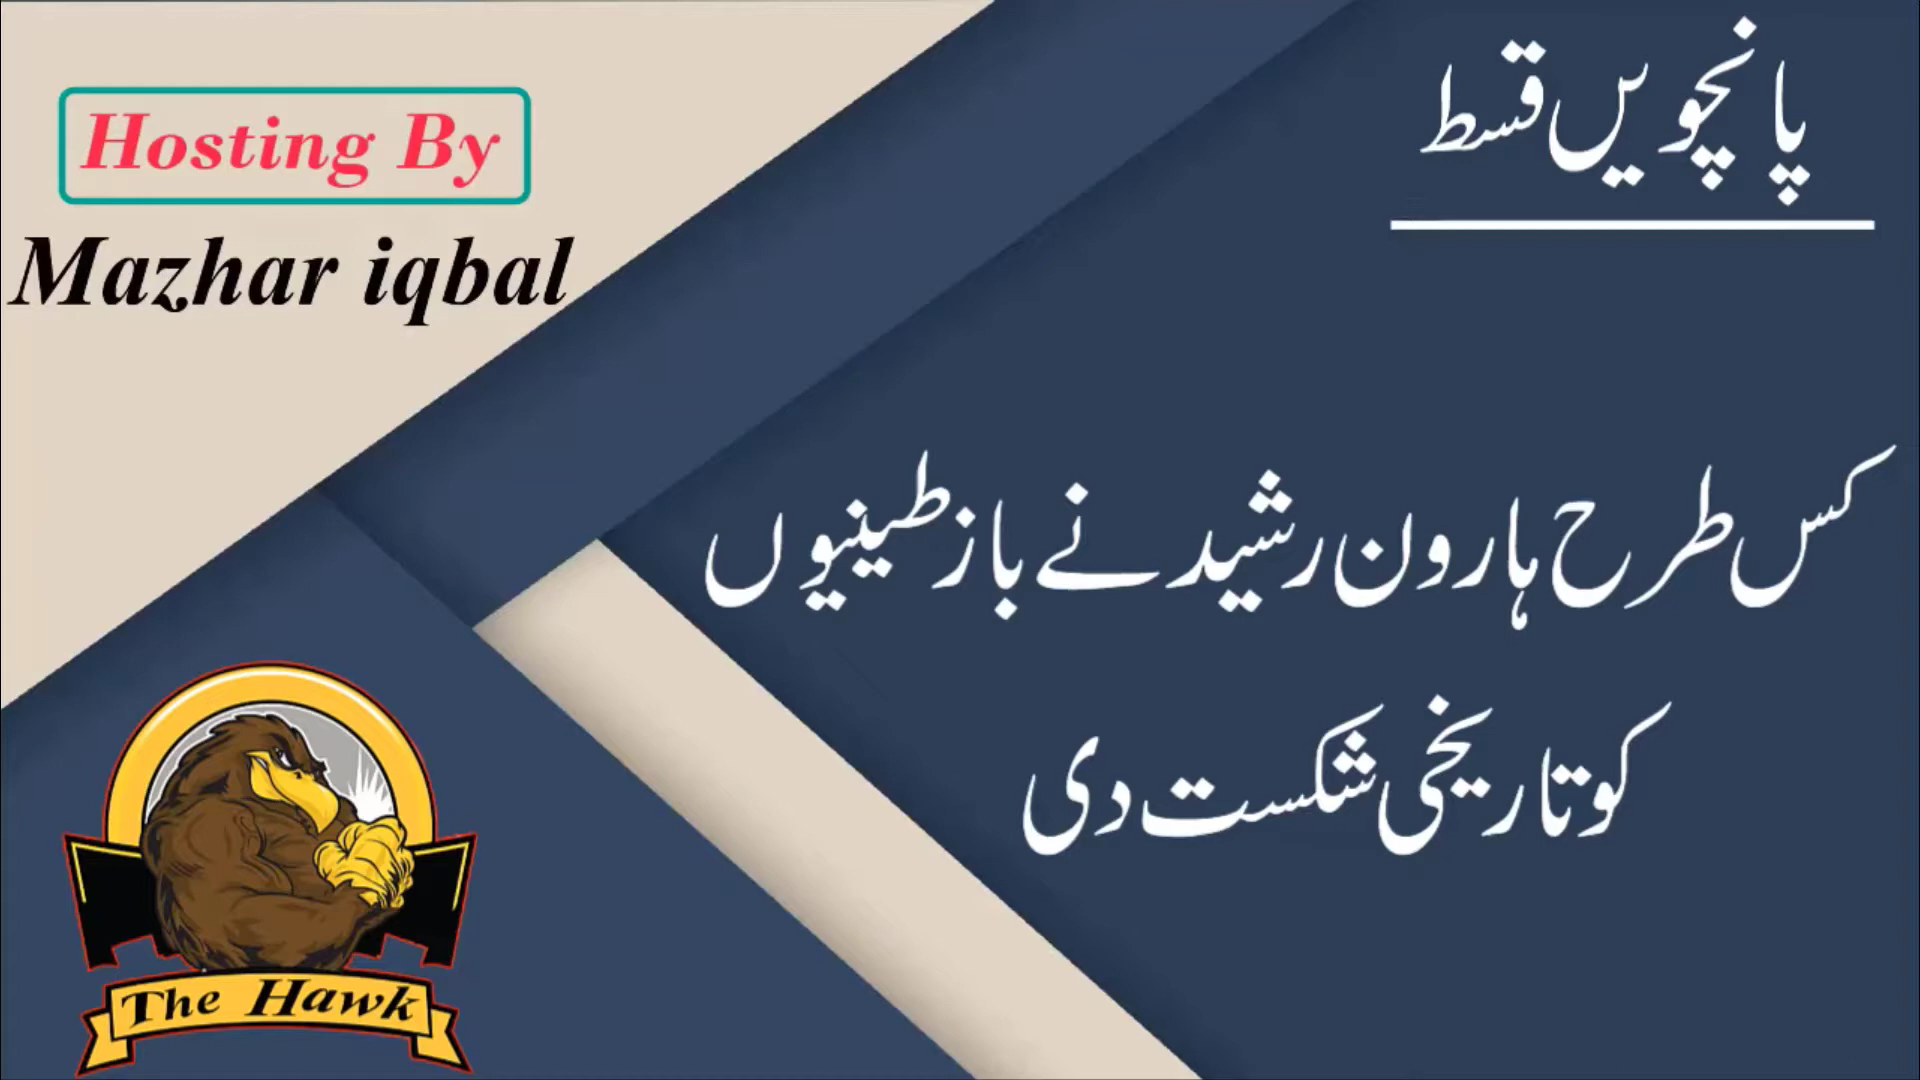 پانچویں قسط
Hosting By
Mazhar iqbal
کس طرح ہارون رشید نے بازطینیوں
کو تاریخی شکست دی
The Hawk